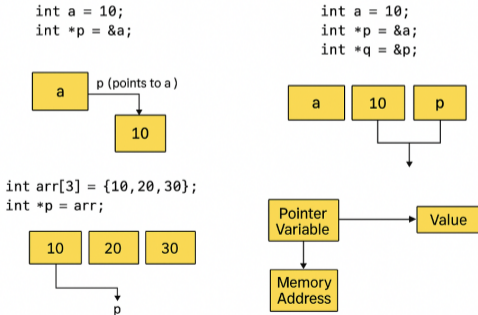 int a = 10;
int *p = &a;
a
p (points to a)
10
int a = 10;
int *p = &a;
int *q = &p;
a
10
p
int arr[3] = {10,20,30};
int *p = arr;
10
20
30
p
Pointer
Variable
Value
Memory
Address